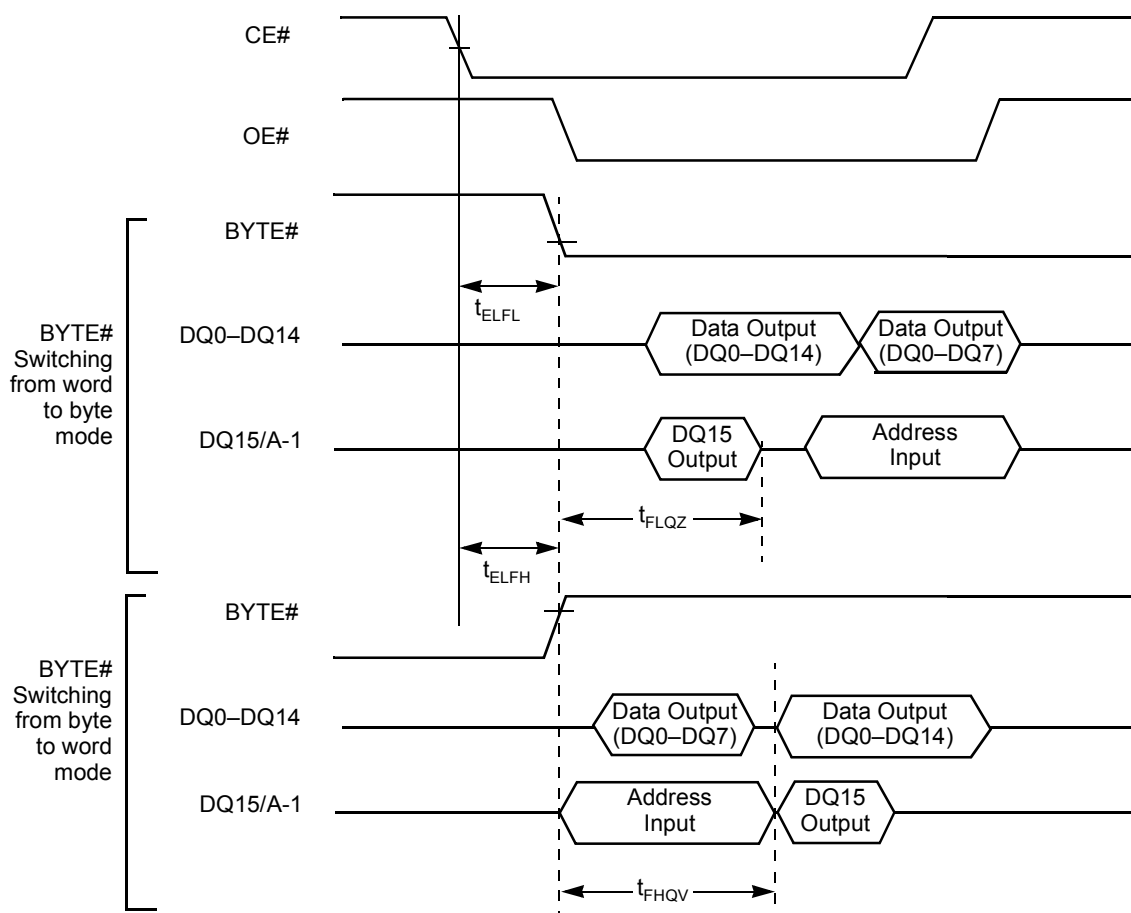 CE#
OE#
BYTE#
tELFL
BYTE#
Switching
from word
to byte
mode
DQ0–DQ14
Data Output
(DQ0–DQ14)
Data Output
(DQ0–DQ7)
DQ15/A-1
DQ15
Output
Address
Input
tFLQZ
tELFH
BYTE#
BYTE#
Switching
from byte
to word
mode
DQ0–DQ14
Data Output
(DQ0–DQ7)
Data Output
(DQ0–DQ14)
DQ15/A-1
Address
Input
DQ15
Output
tFHQV